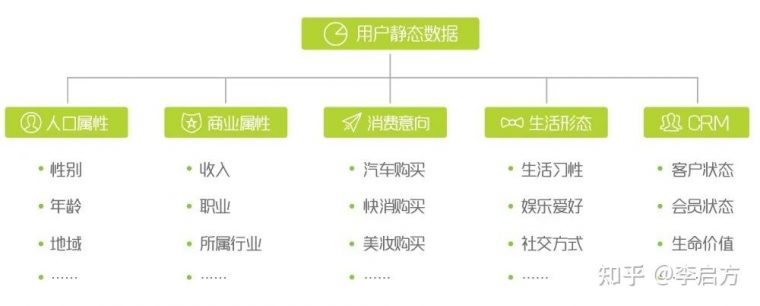 用户静态数据
人口属性
商业属性
消费意向
生活形态
CRM
• 性别
• 收入
• 汽车购买
• 生活习性
• 客户状态
• 年龄
• 职业
• 快消购买
• 娱乐爱好
• 会员状态
• 地域
• 所属行业
• 美妆购买
• 社交方式
• 生命价值
• ……
• ……
• ……
• ……
• ……
知乎 @李启方